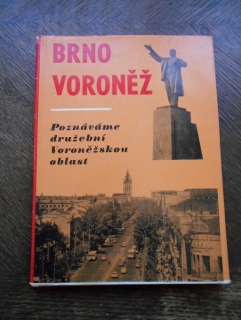 BRNO
VORONĚŽ
Poznáváme
družební
Voroněžskou
oblast